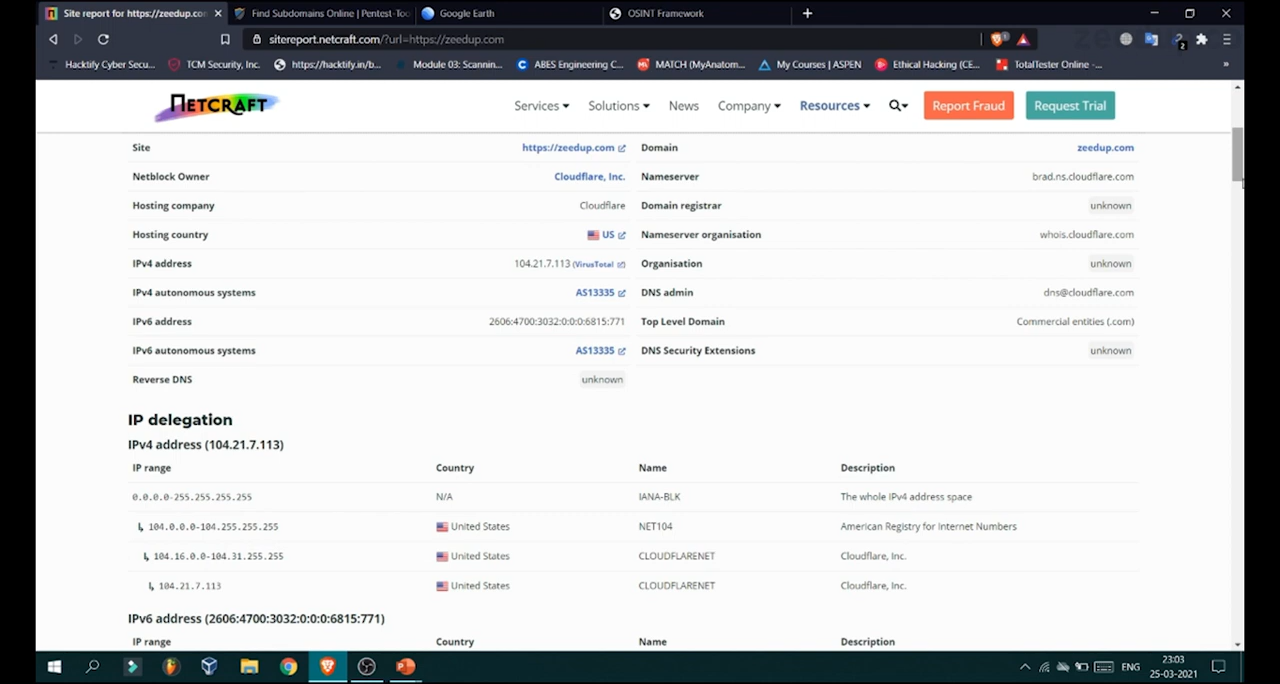 Site report for https://zeedup.co
Find Subdomains Online | Pentest-Too
Google Earth
OSINT Framework
sitereport.netcraft.com/?url=https://zeedup.com
Hacktify Cyber Secu...
TCM Security, Inc.
https://hacktify.in/b...
Module 03: Scannin...
ABES Engineering C...
MATCH (MyAnatom...
My Courses | ASPEN
Ethical Hacking (CE...
TotalTester Online -...
NETCRAFT
Services
Solutions
News
Company
Resources
Report Fraud
Request Trial
Site https://zeedup.com Domain zeedup.com
Netblock Owner Cloudflare, Inc. Nameserver brad.ns.cloudflare.com
Hosting company Cloudflare Domain registrar unknown
Hosting country US Nameserver organisation whois.cloudflare.com
IPv4 address 104.21.7.113 (VirusTotal) Organisation unknown
IPv4 autonomous systems AS13335 DNS admin dns@cloudflare.com
IPv6 address 2606:4700:3032:0:0:0:6815:771 Top Level Domain Commercial entities (.com)
IPv6 autonomous systems AS13335 DNS Security Extensions unknown
Reverse DNS unknown
IP delegation
IPv4 address (104.21.7.113)
IP range Country Name Description
0.0.0.0-255.255.255.255 N/A IANA-BLK The whole IPv4 address space
104.0.0.0-104.255.255.255 United States NET104 American Registry for Internet Numbers
104.16.0.0-104.31.255.255 United States CLOUDFLARENET Cloudflare, Inc.
104.21.7.113 United States CLOUDFLARENET Cloudflare, Inc.
IPv6 address (2606:4700:3032:0:0:0:6815:771)
IP range Country Name Description
ENG
23:03
25-03-2021